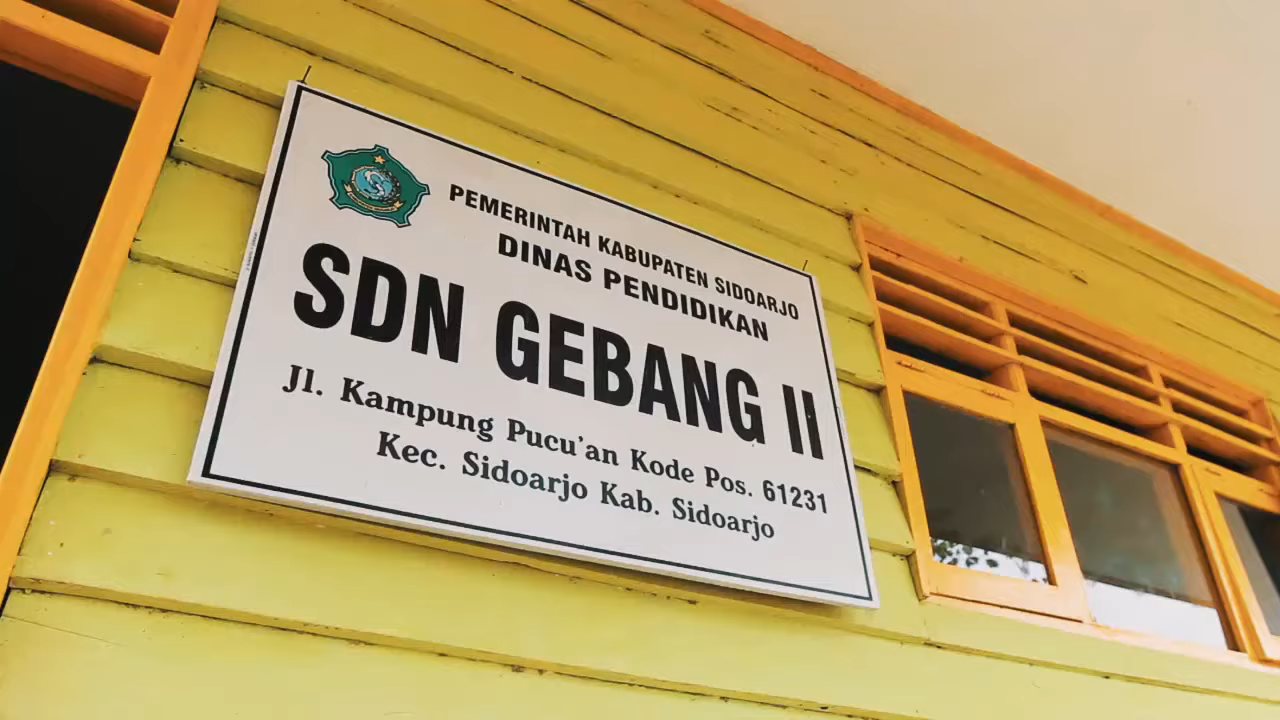 PEMERINTAH KABUPATEN SIDOARJO
DINAS PENDIDIKAN
SDN GEBANG II
Jl. Kampung Pucu'an Kode Pos. 61231
Kec. Sidoarjo Kab. Sidoarjo